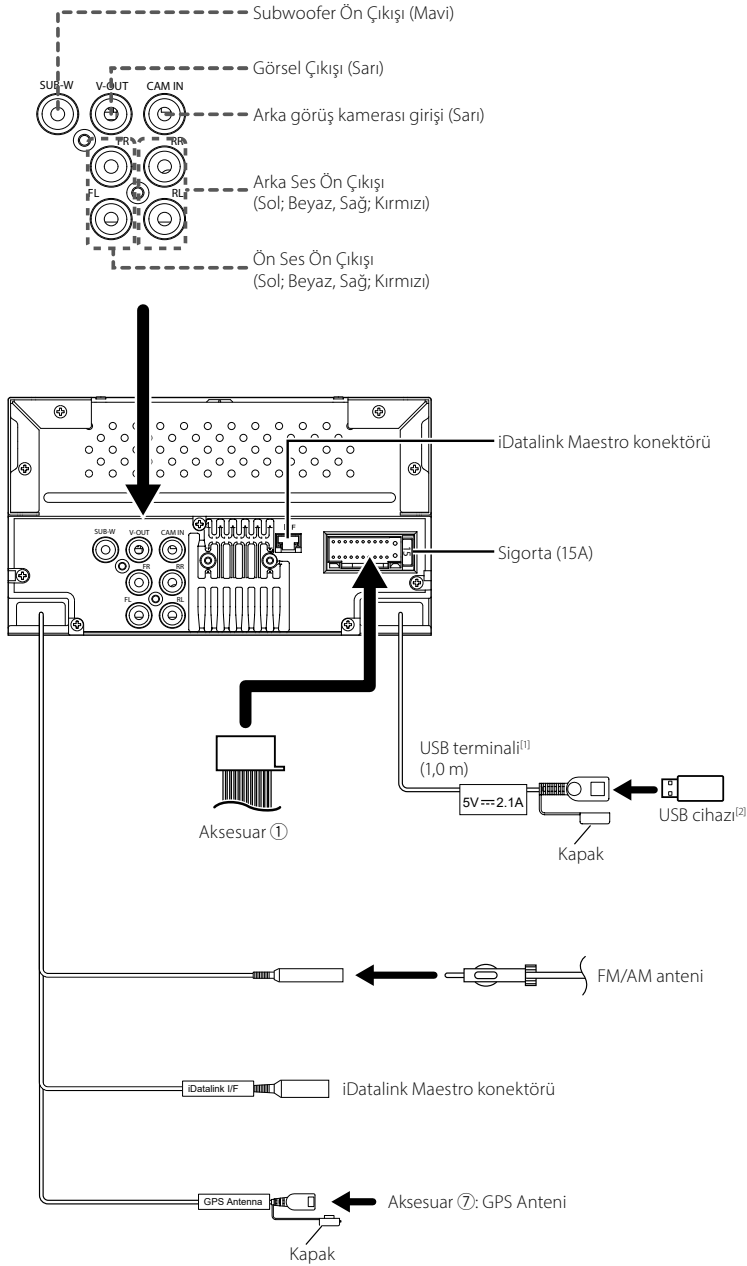 Subwoofer Ön Çıkışı (Mavi)
Görsel Çıkışı (Sarı)
SUB-W V-OUT CAM IN
Arka görüş kamerası girişi (Sarı)
FR RR
FL RL
Arka Ses Ön Çıkışı
(Sol; Beyaz, Sağ; Kırmızı)
Ön Ses Ön Çıkışı
(Sol; Beyaz, Sağ; Kırmızı)
iDatalink Maestro konektörü
SUB-W V-OUT CAM IN
I/F
15
Sigorta (15A)
FR RR
FL RL
USB terminali[1]
(1,0 m)
5V⎓2.1A
USB cihazı[2]
Kapak
Aksesuar ①
FM/AM anteni
iDatalink I/F
iDatalink Maestro konektörü
GPS Antenna
Aksesuar ⑦: GPS Anteni
Kapak